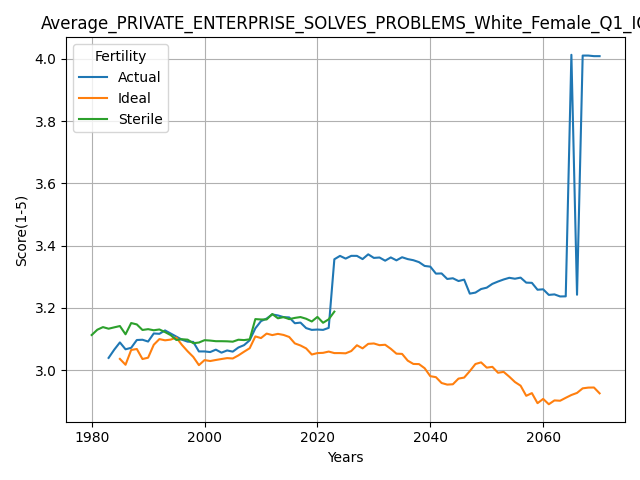 Average_PRIVATE_ENTERPRISE_SOLVES_PROBLEMS_White_Female_Q1_IQ
Fertility
Actual
Ideal
Sterile
4.0
3.8
3.6
3.4
3.2
3.0
Score(1-5)
1980 2000 2020 2040 2060
Years